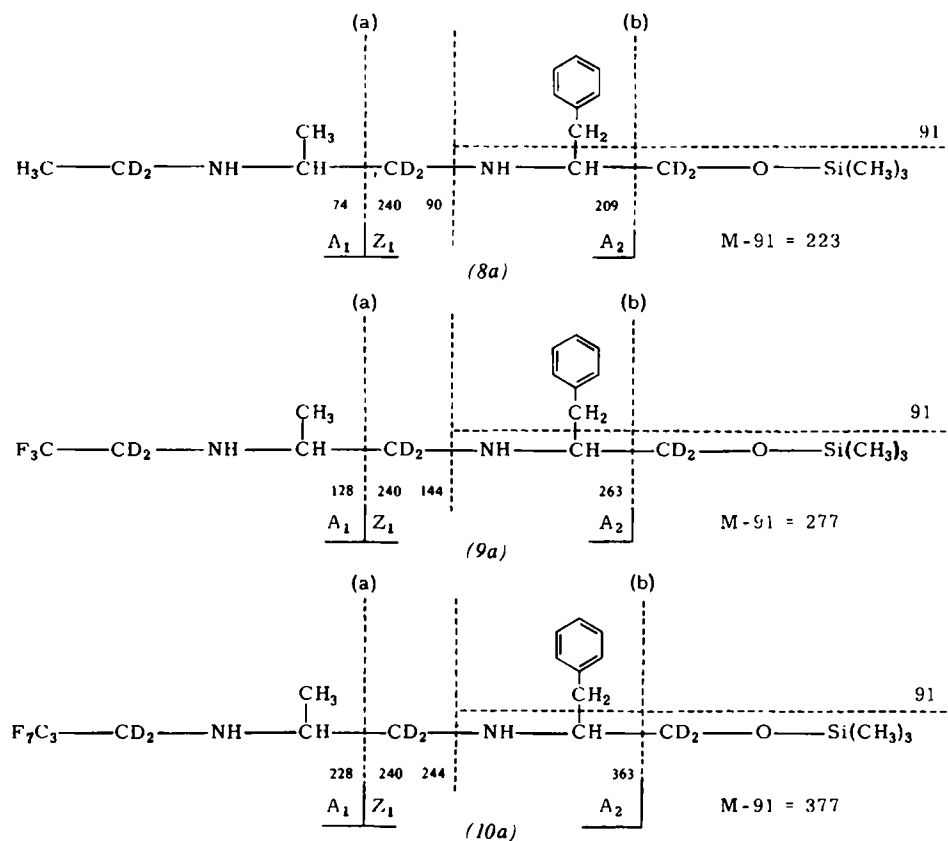 (a) (b)
CH₃ CH₂ 91
H₃C—CD₂—NH—CH—CD₂—NH—CH—CD₂—O—Si(CH₃)₃
74 240 90 209
A₁ Z₁ A₂ M-91 = 223
(8a)
(a) (b)
CH₃ CH₂ 91
F₃C—CD₂—NH—CH—CD₂—NH—CH—CD₂—O—Si(CH₃)₃
128 240 144 263
A₁ Z₁ A₂ M-91 = 277
(9a)
(a) (b)
CH₃ CH₂ 91
F₇C₃—CD₂—NH—CH—CD₂—NH—CH—CD₂—O—Si(CH₃)₃
228 240 244 363
A₁ Z₁ A₂ M-91 = 377
(10a)